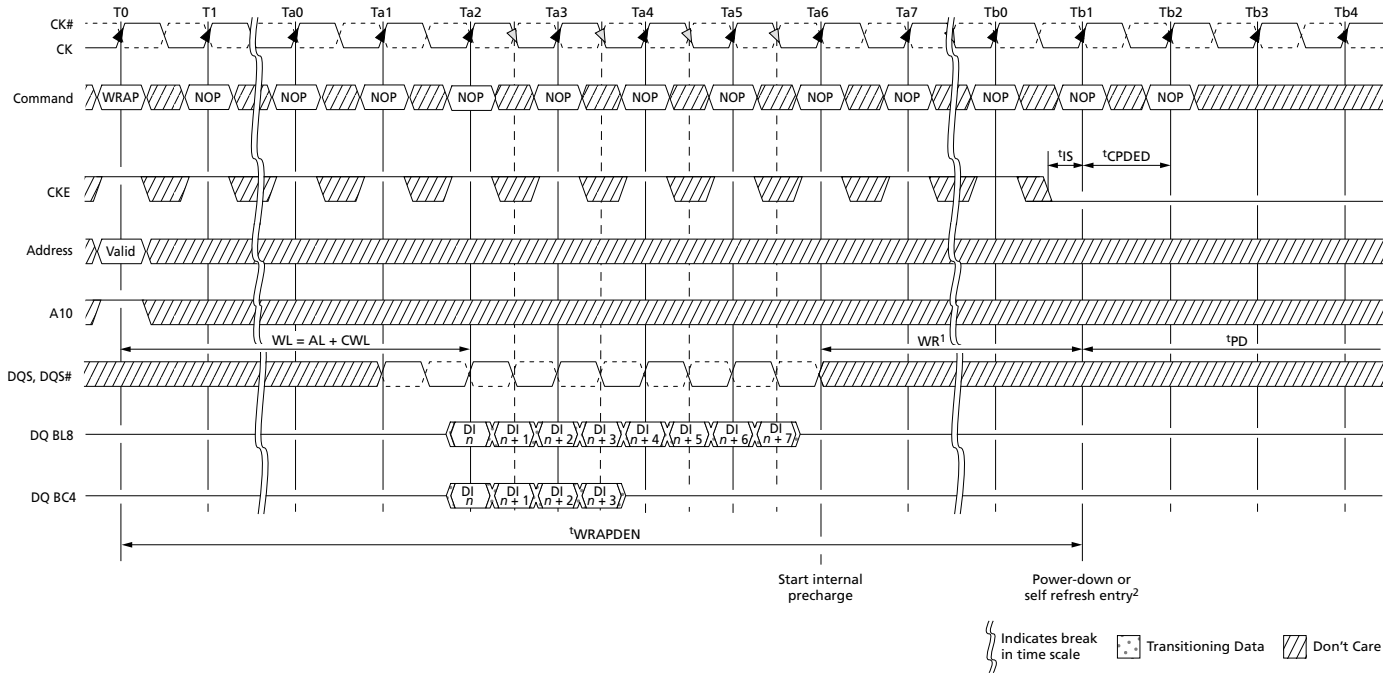 T0 T1 Ta0 Ta1 Ta2 Ta3 Ta4 Ta5 Ta6 Ta7 Tb0 Tb1 Tb2 Tb3 Tb4
CK#
CK
Command WRAP NOP NOP NOP NOP NOP NOP NOP NOP NOP NOP NOP NOP
tIS tCPDED
CKE
Address Valid
A10
WL = AL + CWL WR1 tPD
DQS, DQS#
DQ BL8 DI n DI n + 1 DI n + 2 DI n + 3 DI n + 4 DI n + 5 DI n + 6 DI n + 7
DQ BC4 DI n DI n + 1 DI n + 2 DI n + 3
tWRAPDEN
Start internal
precharge
Power-down or
self refresh entry2
Indicates break
in time scale
Transitioning Data
Don't Care